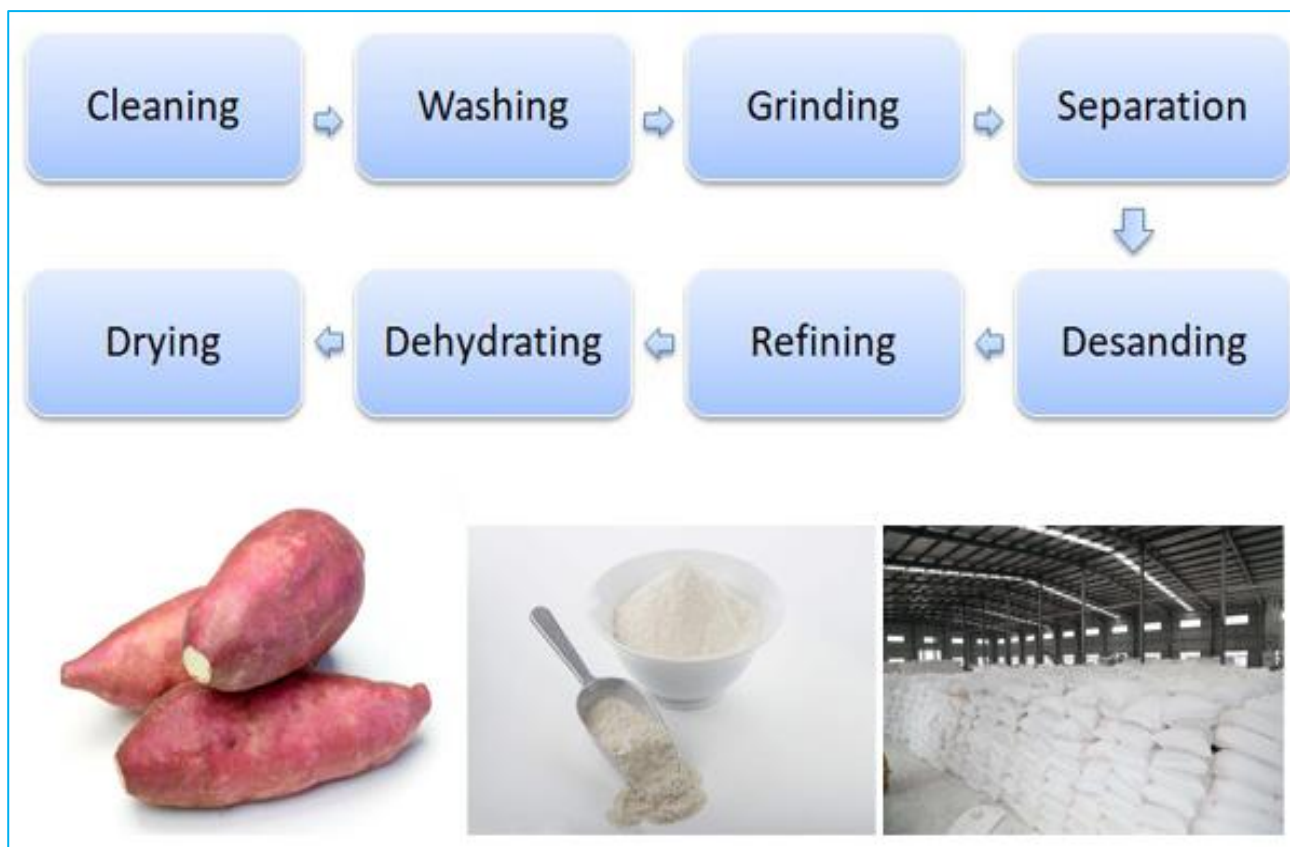 Cleaning
Washing
Grinding
Separation
Desanding
Refining
Dehydrating
Drying